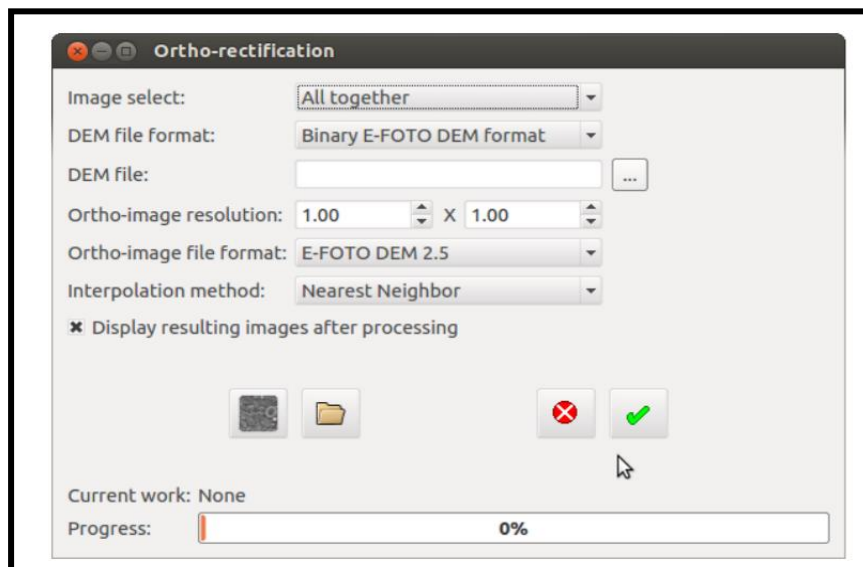 Ortho-rectification
Image select: All together
DEM file format: Binary E-FOTO DEM format
DEM file: ...
Ortho-image resolution: 1.00 X 1.00
Ortho-image file format: E-FOTO DEM 2.5
Interpolation method: Nearest Neighbor
Display resulting images after processing
Current work: None
Progress: 0%